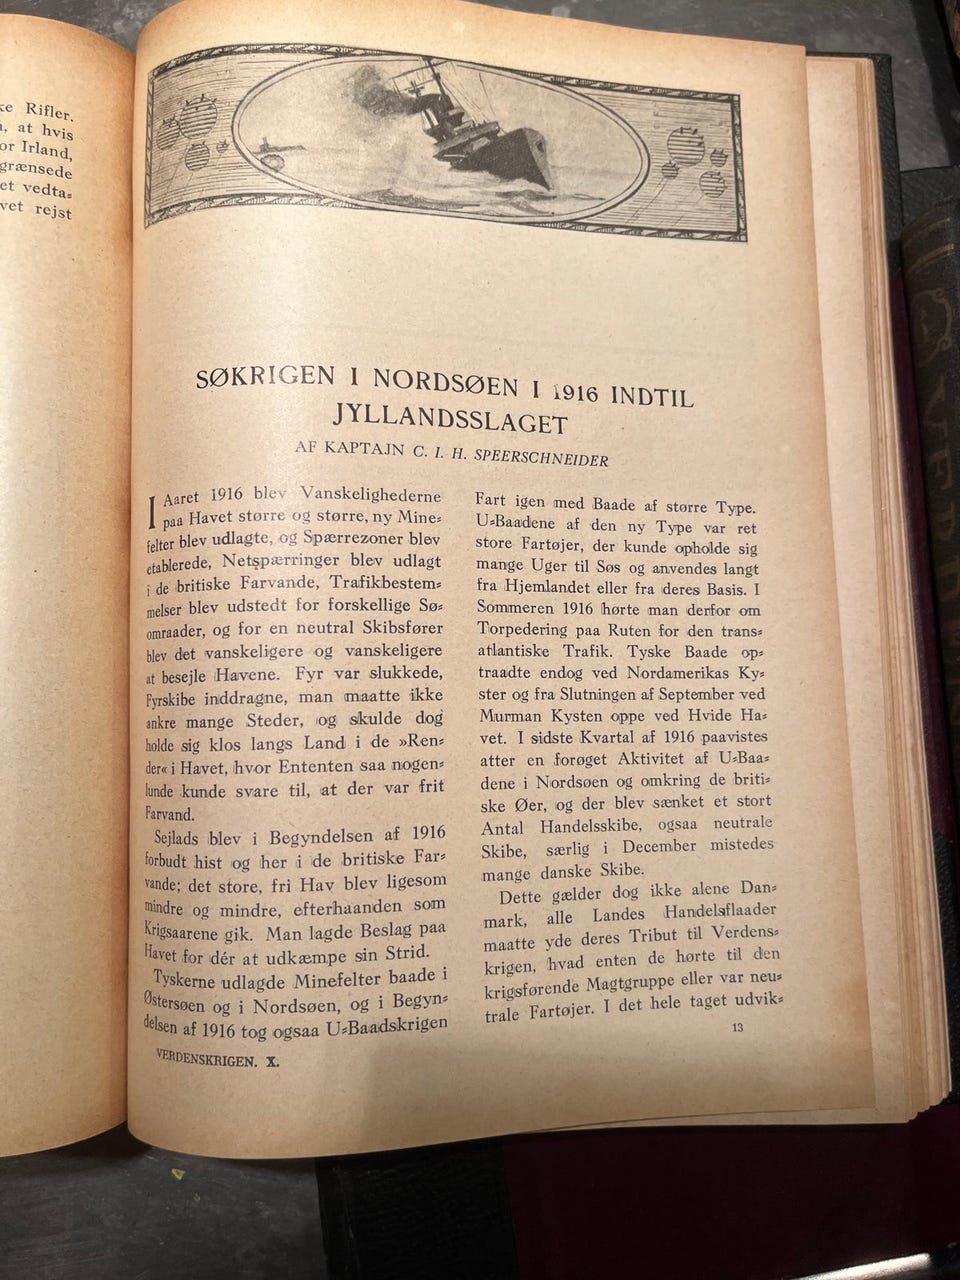 ke Rifler.
, at hvis
or Irland,
grænsede
et vedta⸗
vet rejst
SØKRIGEN I NORDSØEN I 1916 INDTIL
JYLLANDSSLAGET
AF KAPTAJN C. I. H. SPEERSCHNEIDER
I Aaret 1916 blev Vanskelighederne
paa Havet større og større, ny Mine⸗
felter blev udlagte, og Spærrezoner blev
etablerede, Netspærringer blev udlagt
i de britiske Farvande, Trafikbestem⸗
melser blev udstedt for forskellige Sø⸗
omraader, og for en neutral Skibsfører
blev det vanskeligere og vanskeligere
at besejle Havene. Fyr var slukkede,
Fyrskibe inddragne, man maatte ikke
ankre mange Steder, og skulde dog
holde sig klos langs Land i de »Ren⸗
der« i Havet, hvor Ententen saa nogen⸗
lunde kunde svare til, at der var frit
Farvand.
Sejlads blev i Begyndelsen af 1916
forbudt hist og her i de britiske Far⸗
vande; det store, fri Hav blev ligesom
mindre og mindre, efterhaanden som
Krigsaarene gik. Man lagde Beslag paa
Havet for dér at udkæmpe sin Strid.
Tyskerne udlagde Minefelter baade i
Østersøen og i Nordsøen, og i Begyn⸗
delsen af 1916 tog ogsaa U⸗Baadskrigen
VERDENSKRIGEN. X.
Fart igen med Baade af større Type.
U⸗Baadene af den ny Type var ret
store Fartøjer, der kunde opholde sig
mange Uger til Søs og anvendes langt
fra Hjemlandet eller fra deres Basis. I
Sommeren 1916 hørte man derfor om
Torpedering paa Ruten for den trans⸗
atlantiske Trafik. Tyske Baade op⸗
traadte endog ved Nordamerikas Ky⸗
ster og fra Slutningen af September ved
Murman Kysten oppe ved Hvide Ha⸗
vet. I sidste Kvartal af 1916 paavistes
atter en forøget Aktivitet af U⸗Baa⸗
dene i Nordsøen og omkring de briti⸗
ske Øer, og der blev sænket et stort
Antal Handelsskibe, ogsaa neutrale
Skibe, særlig i December mistedes
mange danske Skibe.
Dette gælder dog ikke alene Dan⸗
mark, alle Landes Handelsflaader
maatte yde deres Tribut til Verdens⸗
krigen, hvad enten de hørte til den
krigsførende Magtgruppe eller var neu⸗
trale Fartøjer. I det hele taget udvik⸗
13